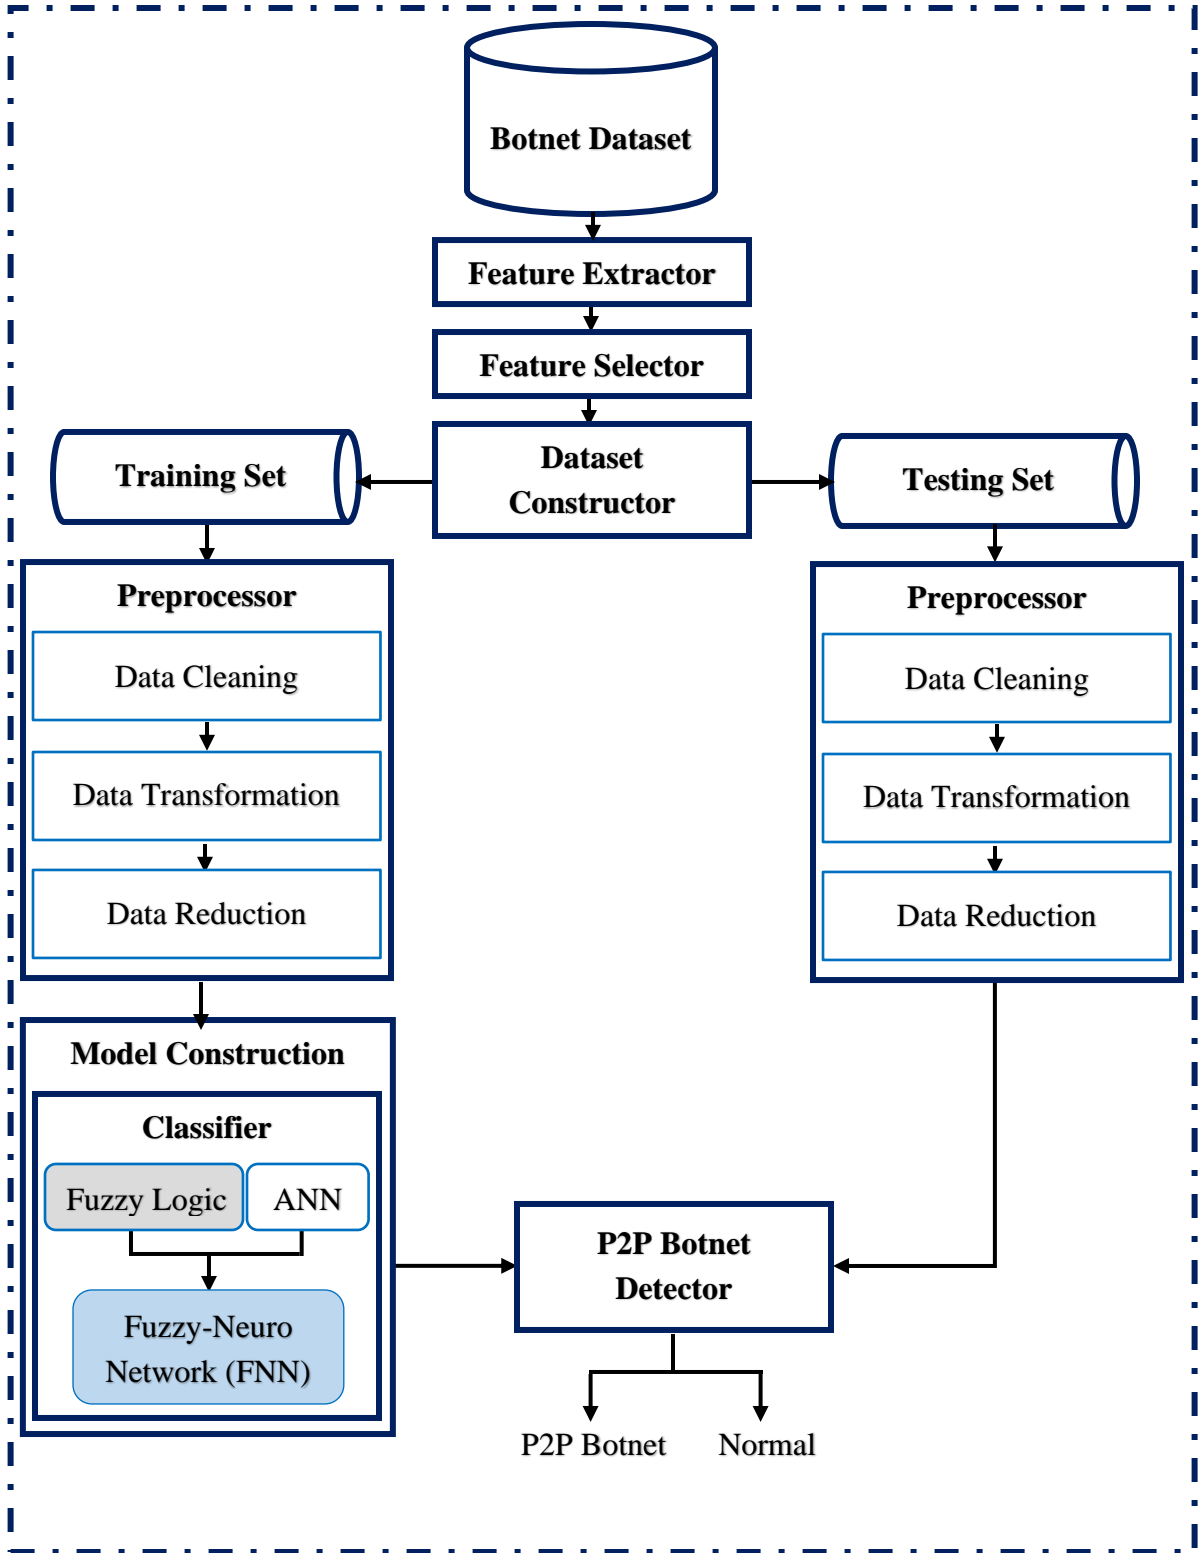 Botnet Dataset
Feature Extractor
Feature Selector
Dataset
Constructor
Training Set
Testing Set
Preprocessor
Data Cleaning
Data Transformation
Data Reduction
Preprocessor
Data Cleaning
Data Transformation
Data Reduction
Model Construction
Classifier
Fuzzy Logic
ANN
Fuzzy-Neuro
Network (FNN)
P2P Botnet
Detector
P2P Botnet
Normal